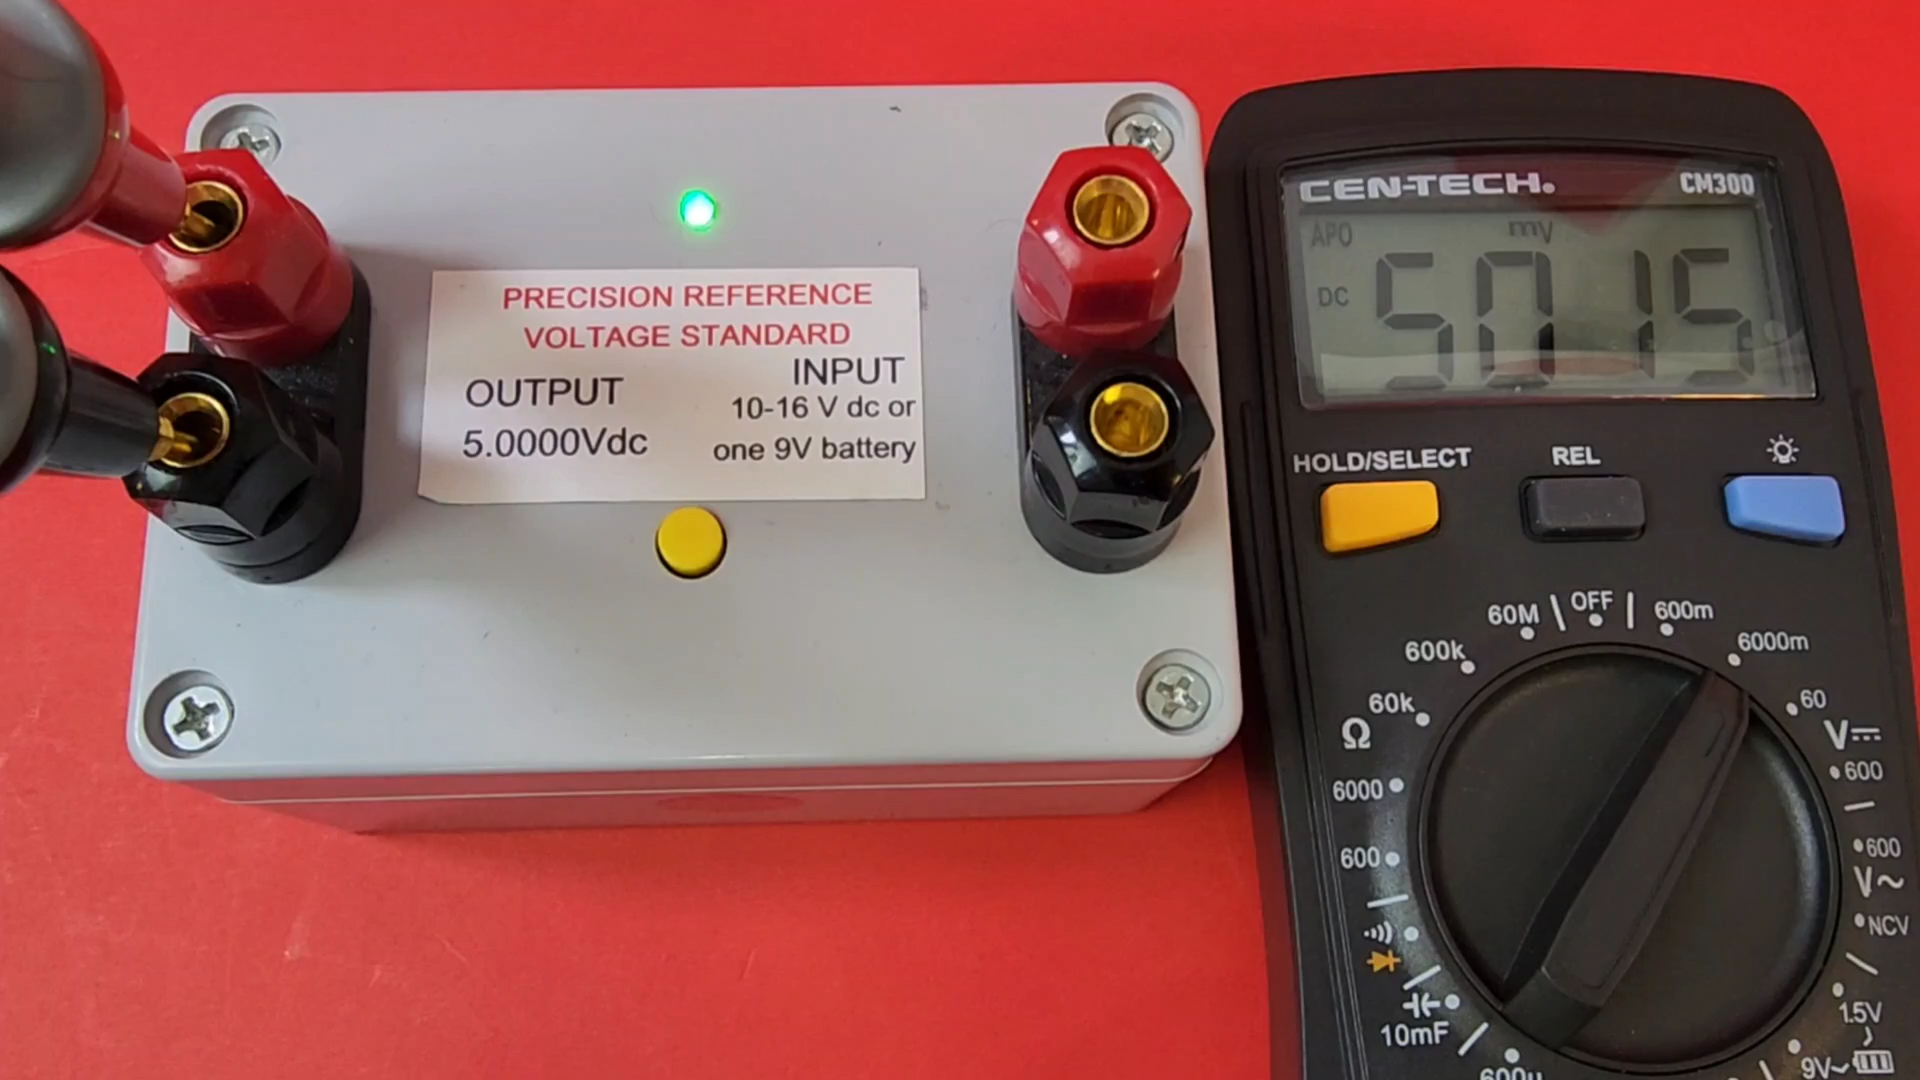 PRECISION REFERENCE
VOLTAGE STANDARD
OUTPUT
5.0000Vdc
INPUT
10-16 V dc or
one 9V battery
CEN-TECH®
CM300
APO
mV
DC
5015
HOLD/SELECT
REL
OFF
600m
6000m
60
V
600
600
V~
NCV
1.5V
9V
60M
600k
60k
Ω
6000
600
10mF
600µ